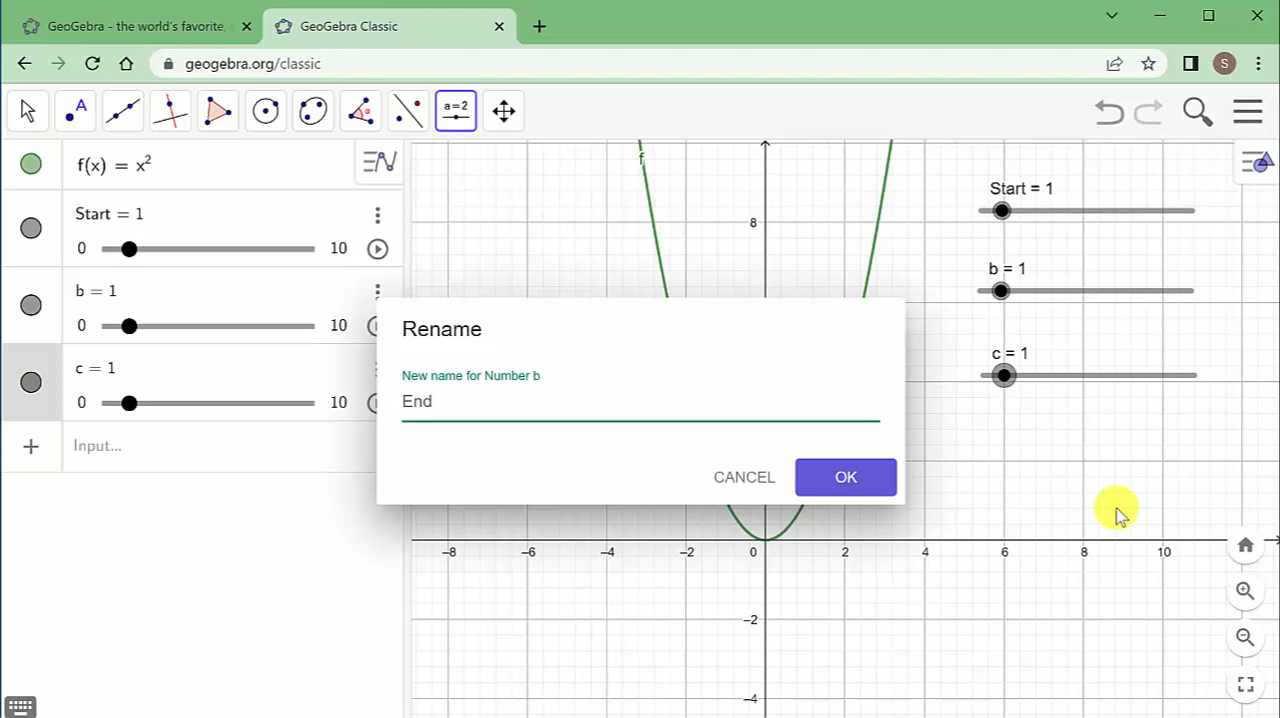 GeoGebra - the world's favorite,
GeoGebra Classic
geogebra.org/classic
S
A
a=2
f(x) = x²
Start = 1
0 10
b = 1
0 10
c = 1
0 10
Input...
f
8
Start = 1
b = 1
c = 1
Rename
New name for Number b
End
CANCEL OK
−8 −6 −4 −2 0 2 4 6 8 10
−2
−4